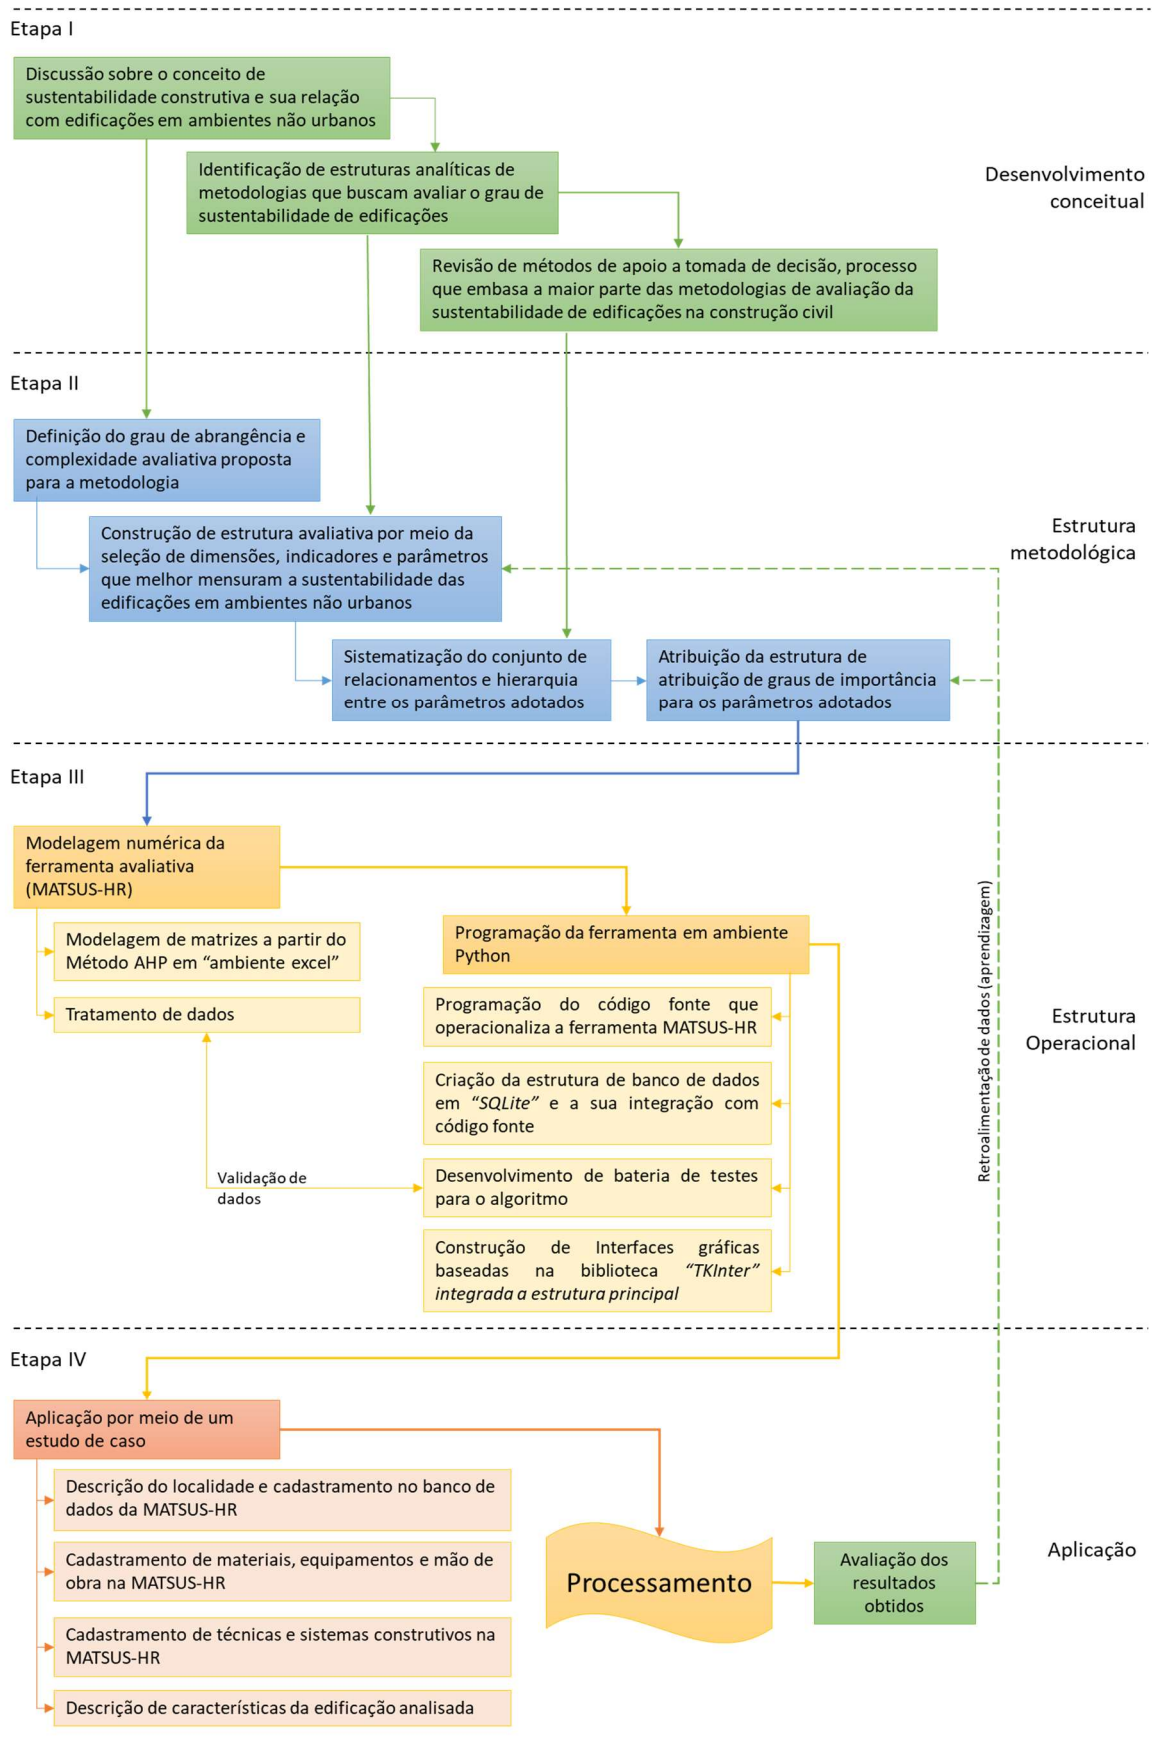 Etapa I
Discussão sobre o conceito de
sustentabilidade construtiva e sua relação
com edificações em ambientes não urbanos
Identificação de estruturas analíticas de
metodologias que buscam avaliar o grau de
sustentabilidade de edificações
Desenvolvimento
conceitual
Revisão de métodos de apoio a tomada de decisão, processo
que embasa a maior parte das metodologias de avaliação da
sustentabilidade de edificações na construção civil
Etapa II
Definição do grau de abrangência e
complexidade avaliativa proposta
para a metodologia
Construção de estrutura avaliativa por meio da
seleção de dimensões, indicadores e parâmetros
que melhor mensuram a sustentabilidade das
edificações em ambientes não urbanos
Estrutura
metodológica
Sistematização do conjunto de
relacionamentos e hierarquia
entre os parâmetros adotados
Atribuição da estrutura de
atribuição de graus de importância
para os parâmetros adotados
Etapa III
Modelagem numérica da
ferramenta avaliativa
(MATSUS-HR)
Modelagem de matrizes a partir do
Método AHP em “ambiente excel”
Tratamento de dados
Programação da ferramenta em ambiente
Python
Programação do código fonte que
operacionaliza a ferramenta MATSUS-HR
Criação da estrutura de banco de dados
em “SQLite” e a sua integração com
código fonte
Validação de
dados
Desenvolvimento de bateria de testes
para o algoritmo
Construção de Interfaces gráficas
baseadas na biblioteca “TKInter”
integrada a estrutura principal
Retroalimentação de dados (aprendizagem)
Estrutura
Operacional
Etapa IV
Aplicação por meio de um
estudo de caso
Descrição do localidade e cadastramento no banco de
dados da MATSUS-HR
Cadastramento de materiais, equipamentos e mão de
obra na MATSUS-HR
Cadastramento de técnicas e sistemas construtivos na
MATSUS-HR
Descrição de características da edificação analisada
Processamento
Avaliação dos
resultados
obtidos
Aplicação